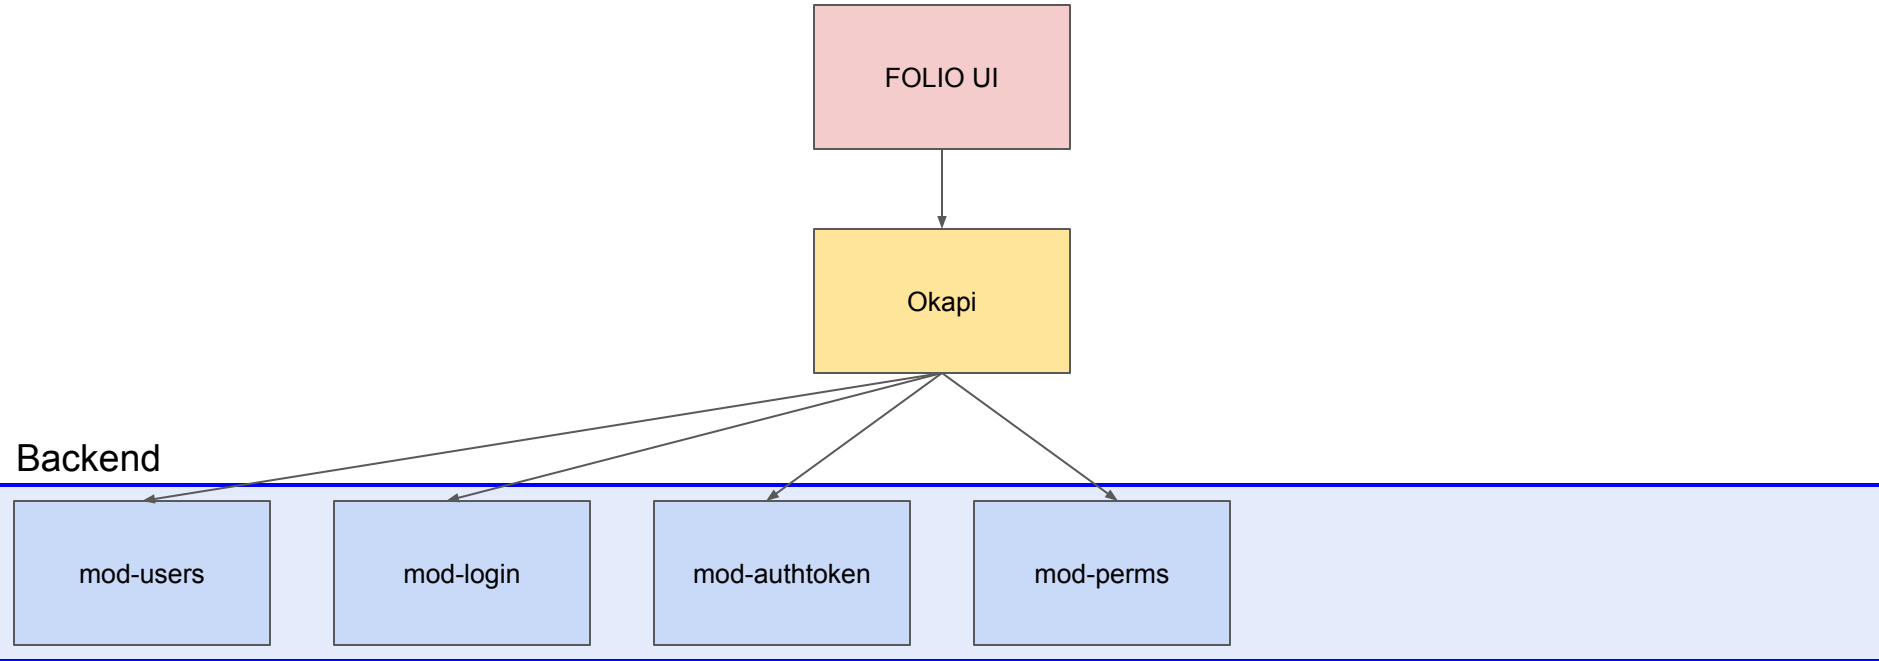 FOLIO UI
Okapi
Backend
mod-users
mod-login
mod-authtoken
mod-perms